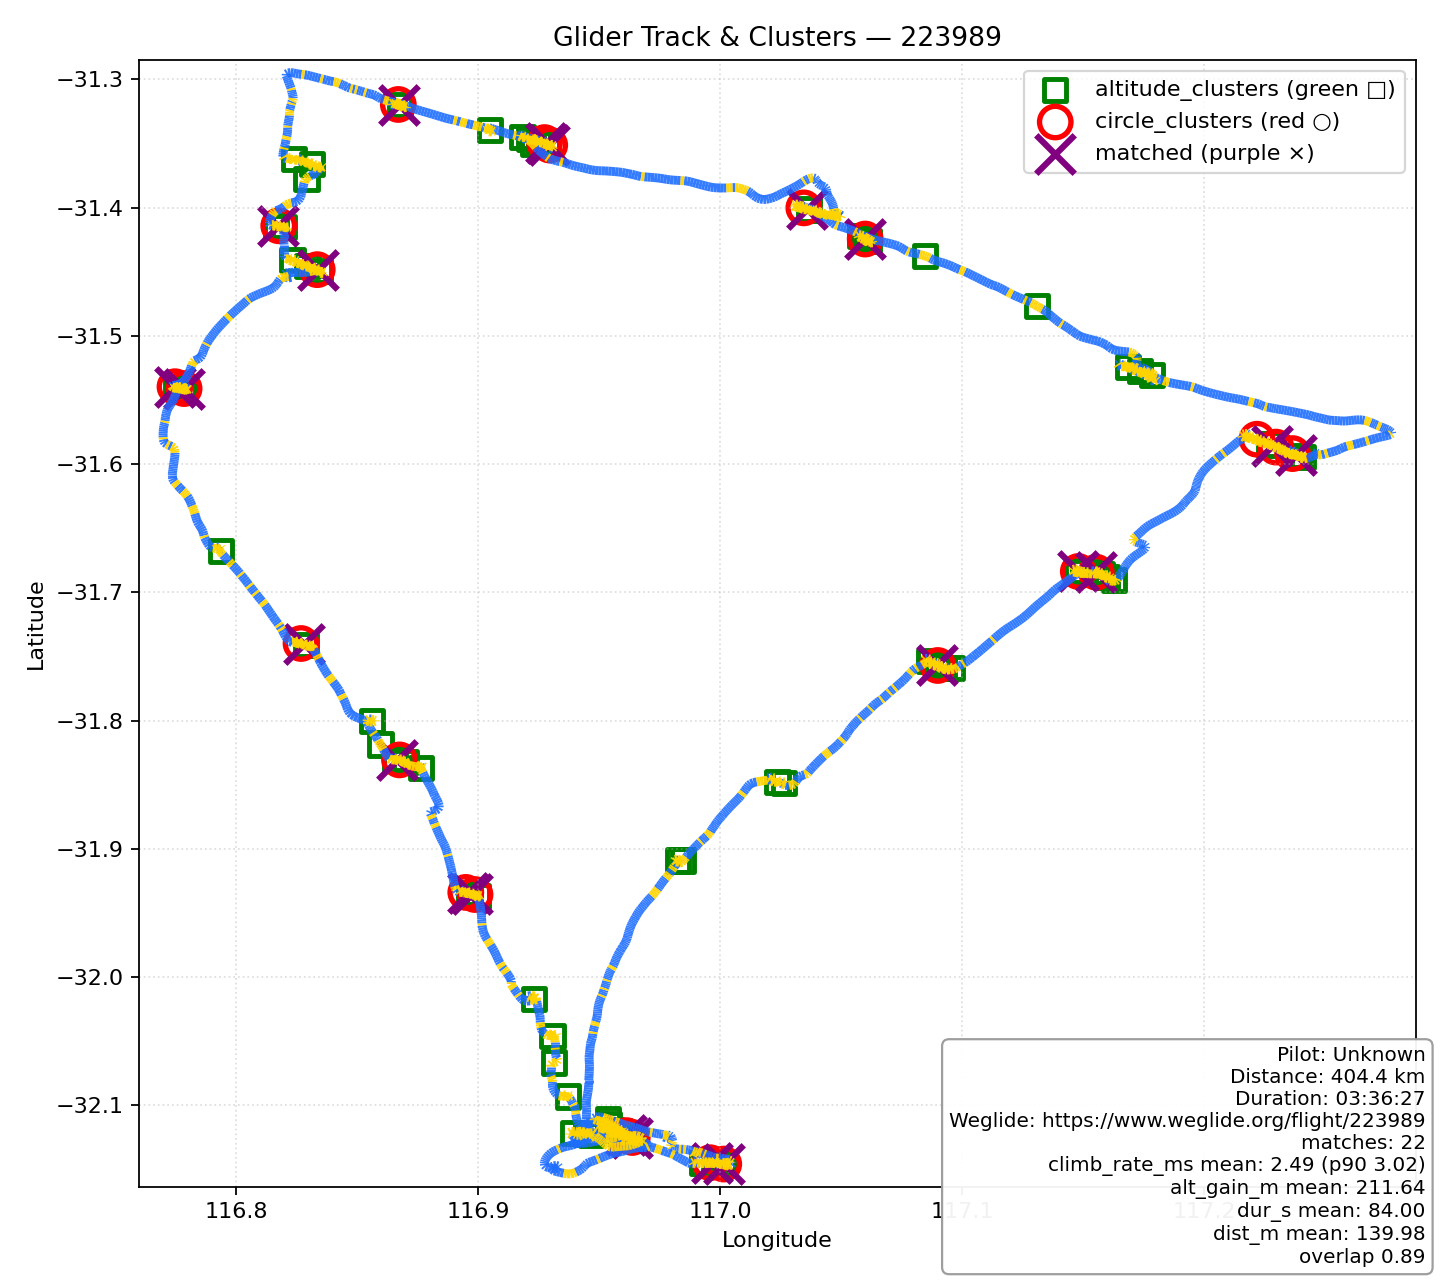 Glider Track & Clusters — 223989
altitude_clusters (green □)
circle_clusters (red ○)
matched (purple ×)
Latitude
−31.3
−31.4
−31.5
−31.6
−31.7
−31.8
−31.9
−32.0
−32.1
116.8
116.9
117.0
117.1
117.2
Longitude
Pilot: Unknown
Distance: 404.4 km
Duration: 03:36:27
Weglide: https://www.weglide.org/flight/223989
matches: 22
climb_rate_ms mean: 2.49 (p90 3.02)
alt_gain_m mean: 211.64
dur_s mean: 84.00
dist_m mean: 139.98
overlap 0.89